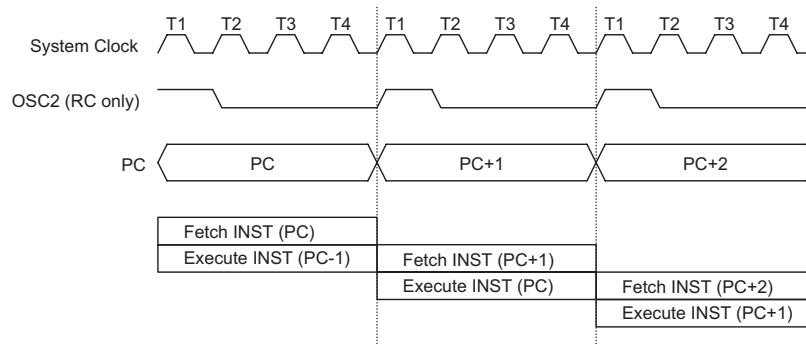 T1 T2 T3 T4 T1 T2 T3 T4 T1 T2 T3 T4
System Clock
OSC2 (RC only)
PC PC PC+1 PC+2
Fetch INST (PC)
Execute INST (PC-1) Fetch INST (PC+1)
Execute INST (PC) Fetch INST (PC+2)
Execute INST (PC+1)